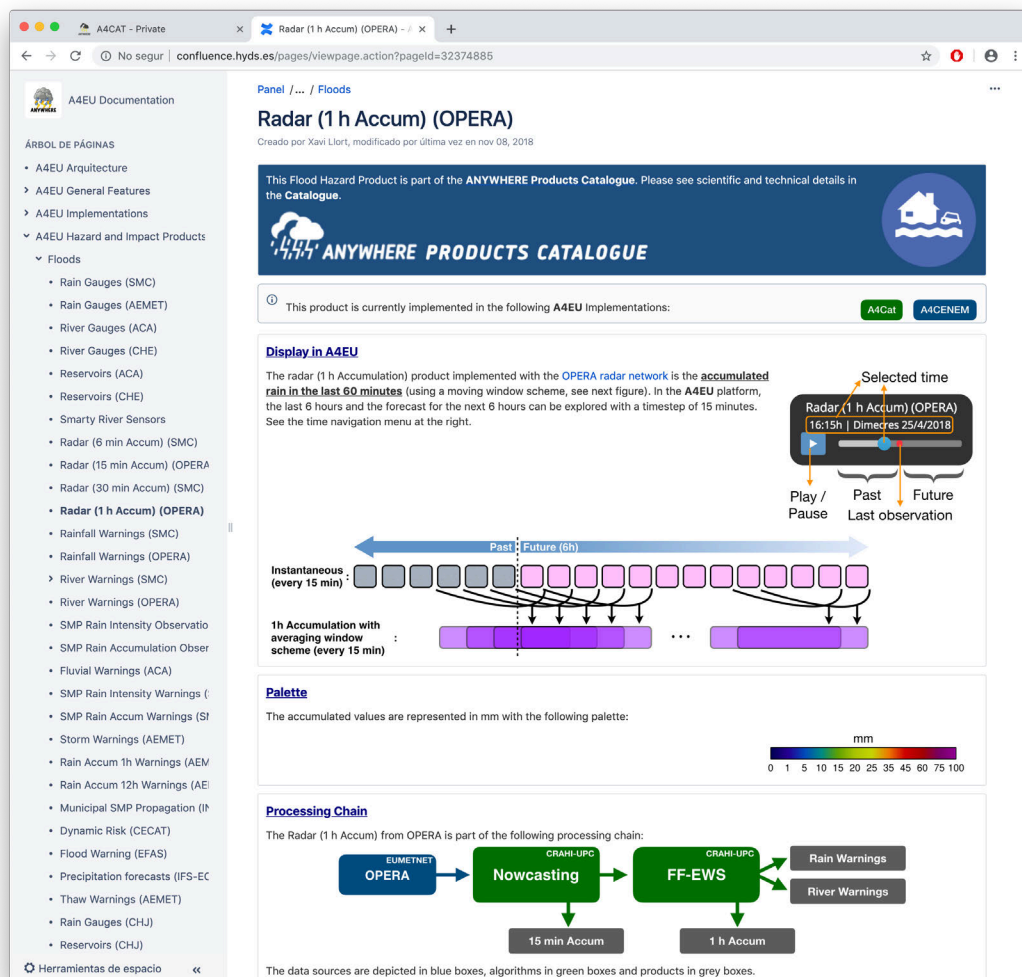 A4CAT - Private
Radar (1 h Accum) (OPERA) -
No segur | confluence.hyds.es/pages/viewpage.action?pageId=32374885
ANYWHERE
A4EU Documentation
ÁRBOL DE PÁGINAS
A4EU Arquitecture
A4EU General Features
A4EU Implementations
A4EU Hazard and Impact Products
Floods
Rain Gauges (SMC)
Rain Gauges (AEMET)
River Gauges (ACA)
River Gauges (CHE)
Reservoirs (ACA)
Reservoirs (CHE)
Smarty River Sensors
Radar (6 min Accum) (SMC)
Radar (15 min Accum) (OPERA
Radar (30 min Accum) (SMC)
Radar (1 h Accum) (OPERA)
Rainfall Warnings (SMC)
Rainfall Warnings (OPERA)
River Warnings (SMC)
River Warnings (OPERA)
SMP Rain Intensity Observatio
SMP Rain Accumulation Obser
Fluvial Warnings (ACA)
SMP Rain Intensity Warnings (
SMP Rain Accum Warnings (SM
Storm Warnings (AEMET)
Rain Accum 1h Warnings (AEM
Rain Accum 12h Warnings (AE
Municipal SMP Propagation (IN
Dynamic Risk (CECAT)
Flood Warning (EFAS)
Precipitation forecasts (IFS-EC
Thaw Warnings (AEMET)
Rain Gauges (CHJ)
Reservoirs (CHJ)
Herramientas de espacio «
Panel /... / Floods
Radar (1 h Accum) (OPERA)
Creado por Xavi Llort, modificado por última vez en nov 08, 2018
This Flood Hazard Product is part of the ANYWHERE Products Catalogue. Please see scientific and technical details in
the Catalogue.
ANYWHERE PRODUCTS CATALOGUE
This product is currently implemented in the following A4EU Implementations:
A4Cat
A4CENEM
Display in A4EU
The radar (1 h Accumulation) product implemented with the OPERA radar network is the accumulated
rain in the last 60 minutes (using a moving window scheme, see next figure). In the A4EU platform,
the last 6 hours and the forecast for the next 6 hours can be explored with a timestep of 15 minutes.
See the time navigation menu at the right.
Selected time
Radar (1 h Accum) (OPERA)
16:15h | Dimecres 25/4/2018
Play /
Pause
Past
Future
Last observation
Past
Future (6h)
Instantaneous
(every 15 min) :
1h Accumulation with
averaging window :
scheme (every 15 min)
...
Palette
The accumulated values are represented in mm with the following palette:
mm
0 1 5 10 15 20 25 35 45 60 75 100
Processing Chain
The Radar (1 h Accum) from OPERA is part of the following processing chain:
EUMETNET
OPERA
CRAHI-UPC
Nowcasting
CRAHI-UPC
FF-EWS
Rain Warnings
River Warnings
15 min Accum
1 h Accum
The data sources are depicted in blue boxes, algorithms in green boxes and products in grey boxes.